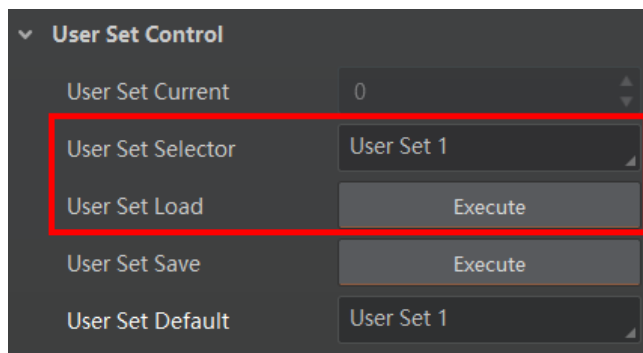 User Set Control
User Set Current 0
User Set Selector User Set 1
User Set Load Execute
User Set Save Execute
User Set Default User Set 1